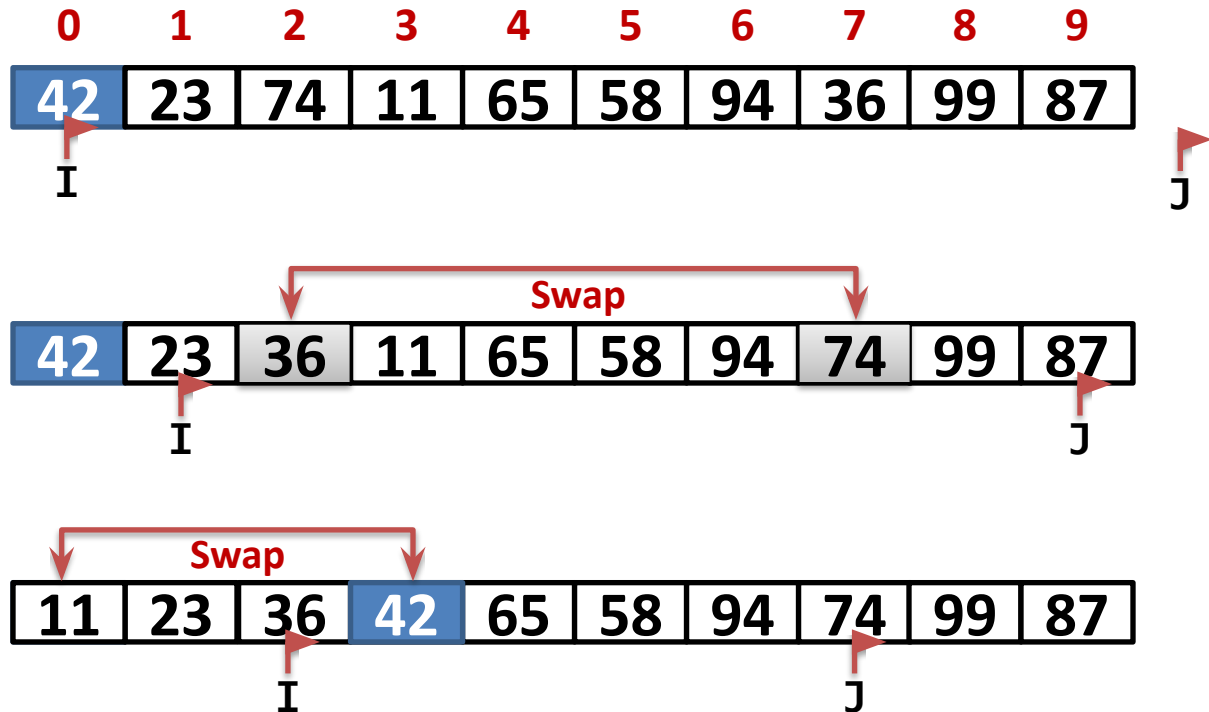 0 1 2 3 4 5 6 7 8 9
42 23 74 11 65 58 94 36 99 87
I J
Swap
42 23 36 11 65 58 94 74 99 87
I J
Swap
11 23 36 42 65 58 94 74 99 87
I J